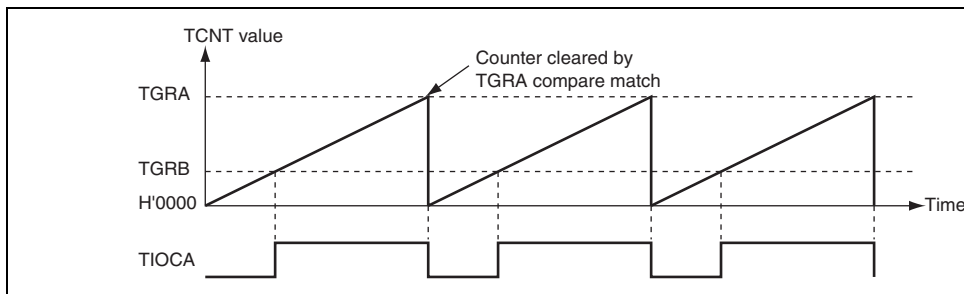 TCNT value
Counter cleared by
TGRA compare match
TGRA
TGRB
H'0000
Time
TIOCA